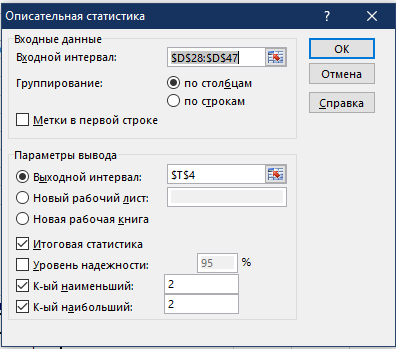 Описательная статистика ? ×
Входные данные
Входной интервал: $D$28:$D$47 ОК
Группирование: по столбцам Отмена
по строкам
Метки в первой строке Справка
Параметры вывода
Выходной интервал: $T$4
Новый рабочий лист:
Новая рабочая книга
Итоговая статистика
Уровень надежности: 95 %
К-ый наименьший: 2
К-ый наибольший: 2